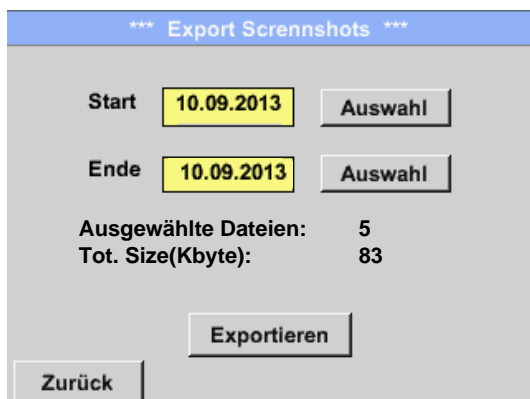 *** Export Scrennshots ***
Start 10.09.2013 Auswahl
Ende 10.09.2013 Auswahl
Ausgewählte Dateien: 5
Tot. Size(Kbyte): 83
Exportieren
Zurück